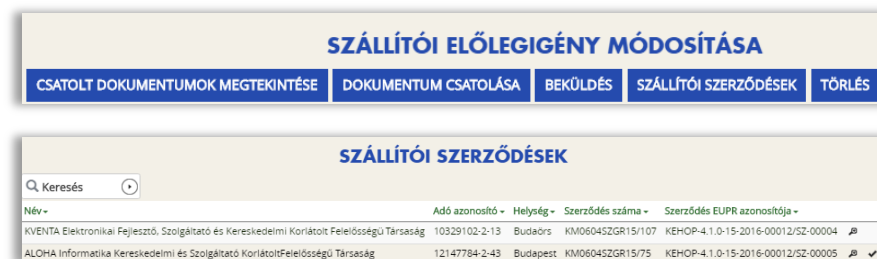 SZÁLLÍTÓI ELŐLEGIGÉNY MÓDOSÍTÁSA
CSATOLT DOKUMENTUMOK MEGTEKINTÉSE DOKUMENTUM CSATOLÁSA BEKÜLDÉS SZÁLLÍTÓI SZERZŐDÉSEK TÖRLÉS
SZÁLLÍTÓI SZERZŐDÉSEK
Keresés
Név Adó azonosító Helység Szerződés száma Szerződés EUPR azonosítója
KVENTA Elektronikai Fejlesztő, Szolgáltató és Kereskedelmi Korlátolt Felelősségű Társaság 10329102-2-13 Budaörs KM0604SZGR15/107 KEHOP-4.1.0-15-2016-00012/SZ-00004
ALOHA Informatika Kereskedelmi és Szolgáltató KorlátoltFelelősségű Társaság 12147784-2-43 Budapest KM0604SZGR15/75 KEHOP-4.1.0-15-2016-00012/SZ-00005